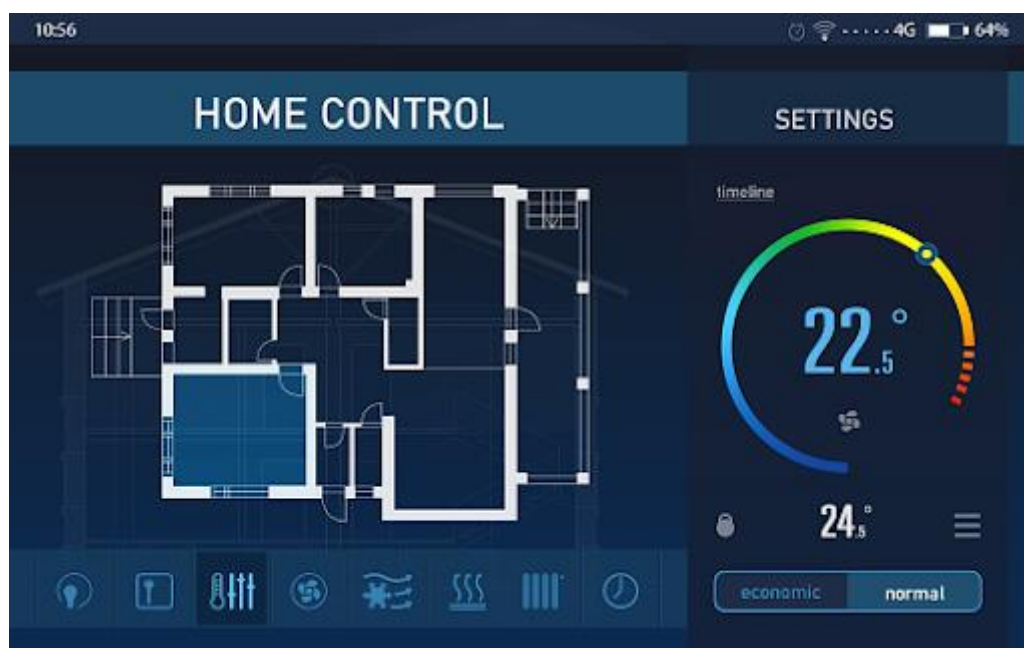 10:56
4G 64%
HOME CONTROL
SETTINGS
timeline
22.5°
24.5°
economic normal